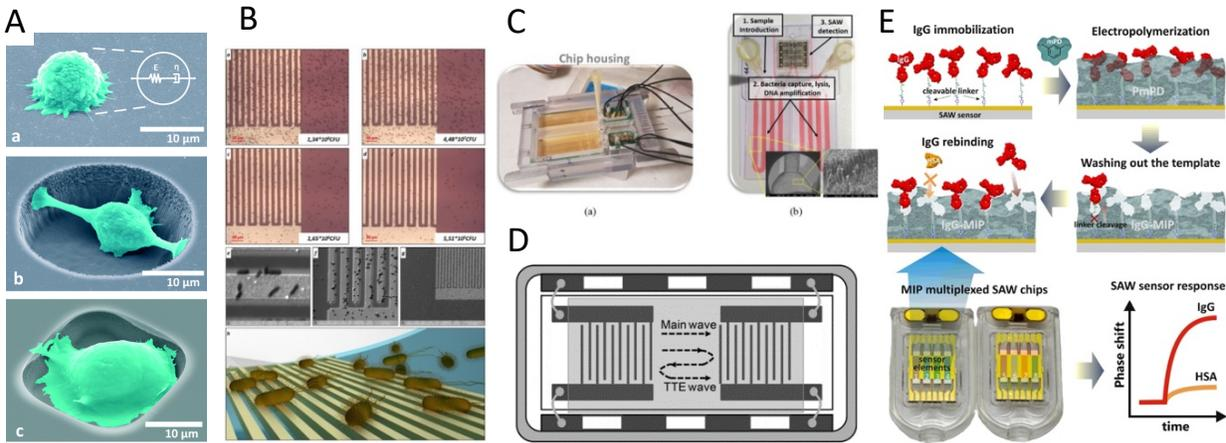 A
E
η
a
10 μm
b
10 μm
c
10 μm
B
C
Chip housing
(a)
1. Sample
Introduction
3. SAW
detection
2. Bacteria capture, lysis,
DNA amplification
(b)
D
Main wave
TTE wave
E
IgG immobilization
IgG
cleavable linker
SAW sensor
mPD
Electropolymerization
PmPD
IgG rebinding
IgG-MIP
Washing out the template
linker cleavage
IgG-MIP
MIP multiplexed SAW chips
sensor
elements
SAW sensor response
Phase shift
IgG
HSA
time